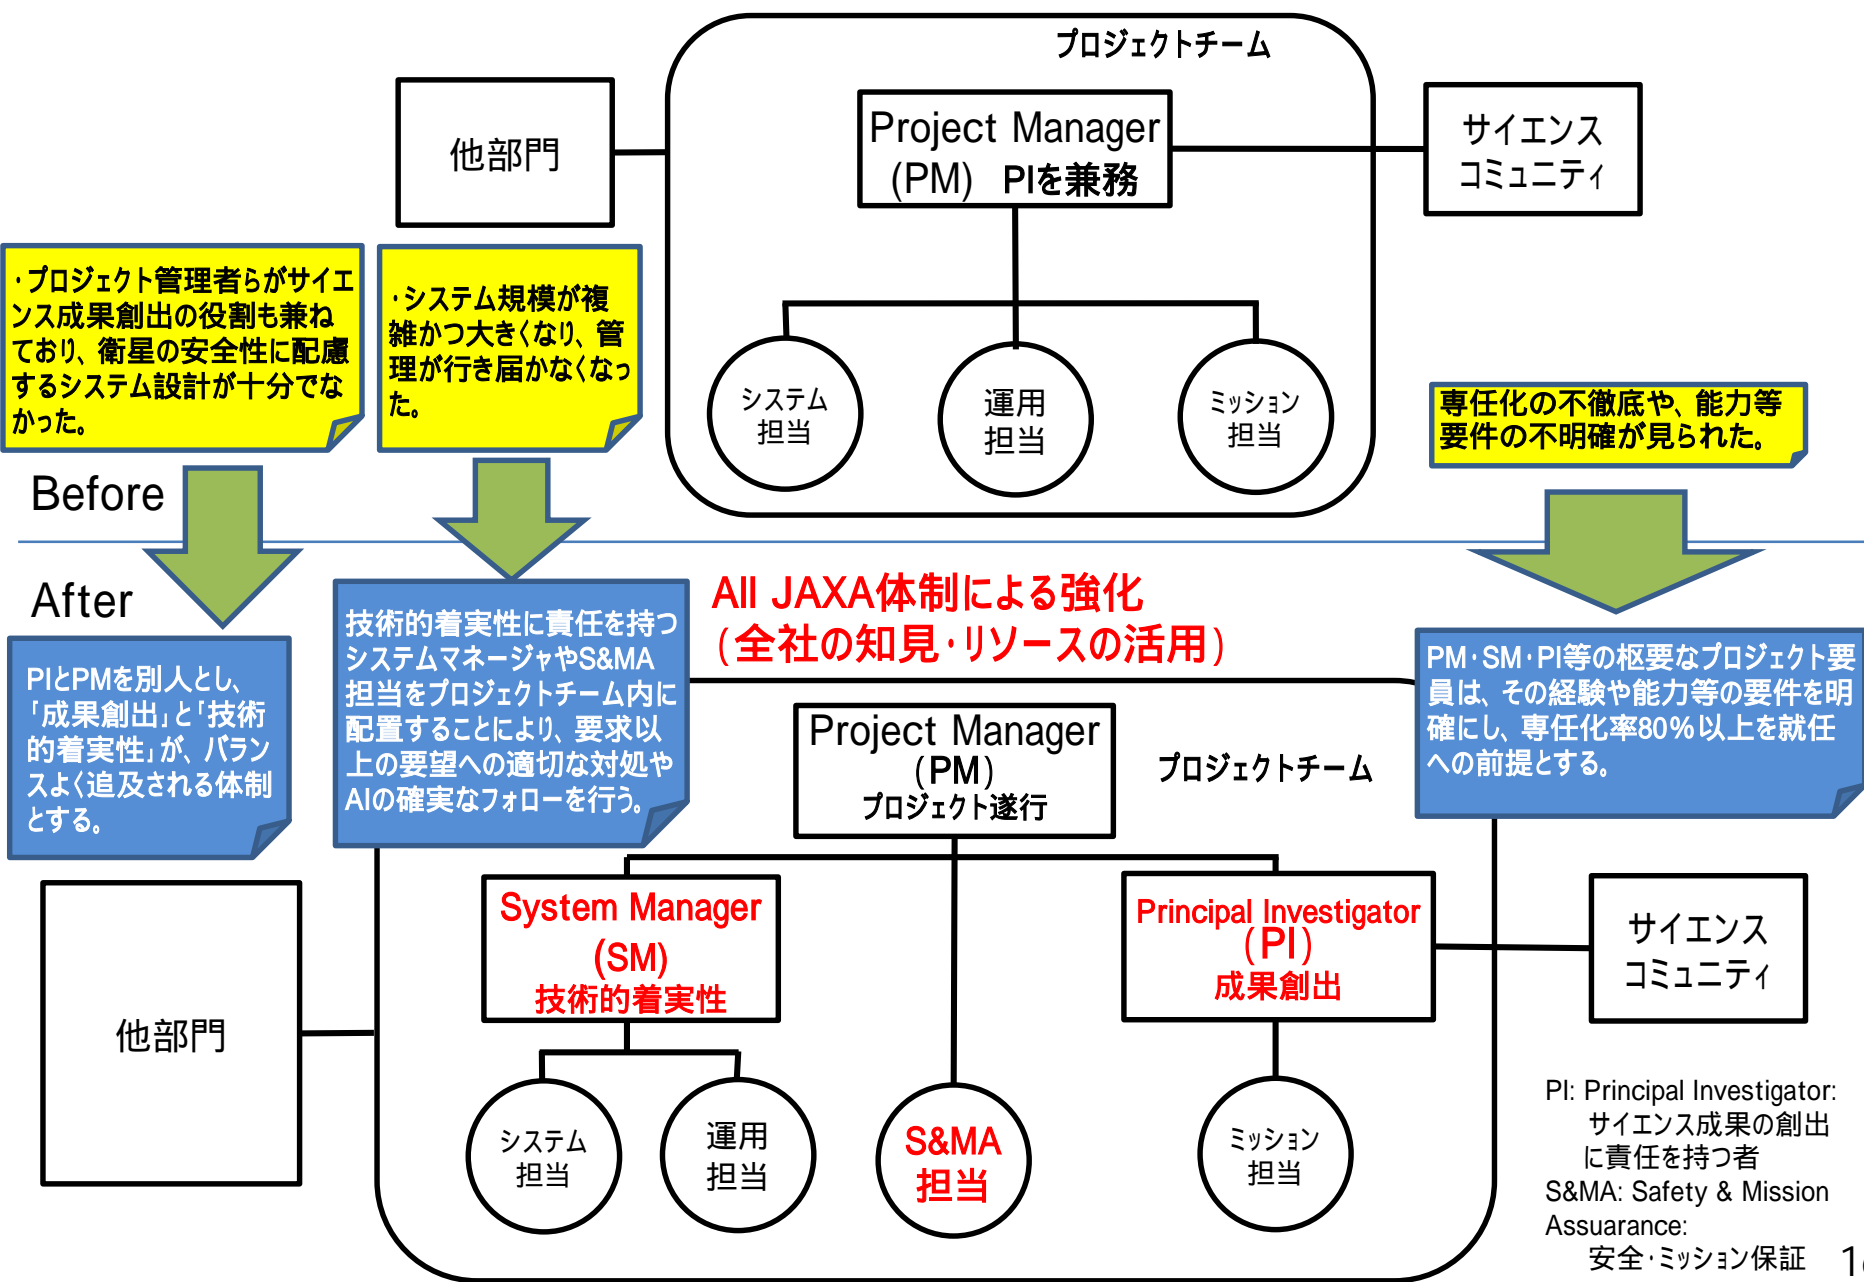 プロジェクトチーム
他部門
Project Manager
(PM) PIを兼務
サイエンス
コミュニティ
・プロジェクト管理者らがサイエ
ンス成果創出の役割も兼ね
ており、衛星の安全性に配慮
するシステム設計が十分でな
かった。
・システム規模が複
雑かつ大きくなり、管
理が行き届かなくなっ
た。
システム
担当
運用
担当
ミッション
担当
専任化の不徹底や、能力等
要件の不明確が見られた。
Before
After
All JAXA体制による強化
(全社の知見・リソースの活用)
PIとPMを別人とし、
「成果創出」と「技術
的着実性」が、バラン
スよく追及される体制
とする。
技術的着実性に責任を持つ
システムマネージャやS&MA
担当をプロジェクトチーム内に
配置することにより、要求以
上の要望への適切な対処や
AIの確実なフォローを行う。
PM・SM・PI等の枢要なプロジェクト要
員は、その経験や能力等の要件を明
確にし、専任化率80%以上を就任
への前提とする。
Project Manager
(PM)
プロジェクト遂行
プロジェクトチーム
System Manager
(SM)
技術的着実性
Principal Investigator
(PI)
成果創出
サイエンス
コミュニティ
他部門
システム
担当
運用
担当
S&MA
担当
ミッション
担当
PI: Principal Investigator:
サイエンス成果の創出
に責任を持つ者
S&MA: Safety & Mission
Assuarance:
安全・ミッション保証